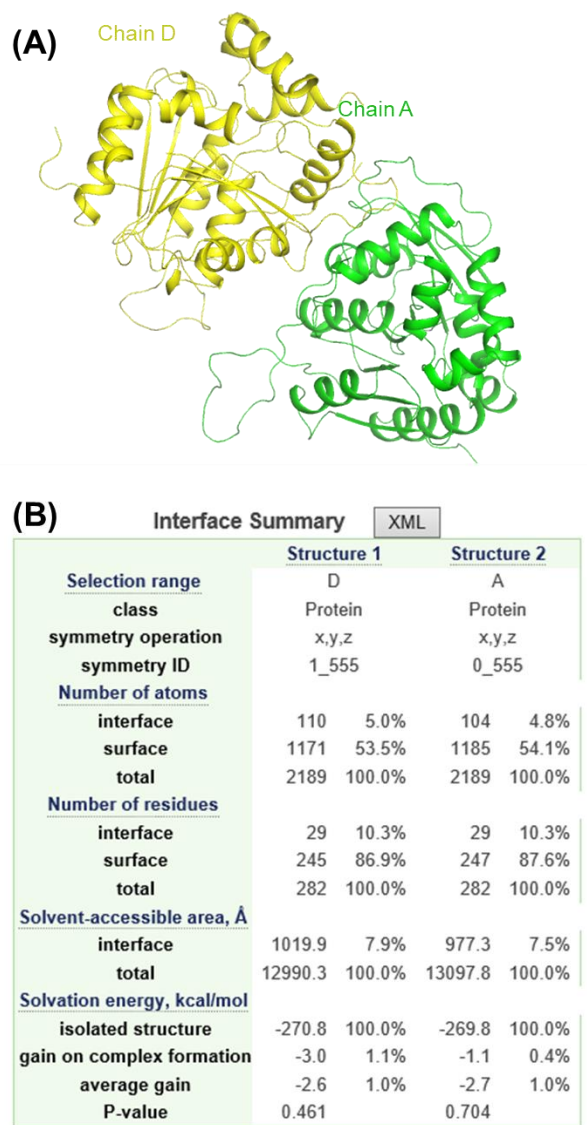 (A)
Chain D
Chain A
(B)
Interface Summary XML
Structure 1 Structure 2
Selection range D A
class Protein Protein
symmetry operation x,y,z x,y,z
symmetry ID 1_555 0_555
Number of atoms
interface 110 5.0% 104 4.8%
surface 1171 53.5% 1185 54.1%
total 2189 100.0% 2189 100.0%
Number of residues
interface 29 10.3% 29 10.3%
surface 245 86.9% 247 87.6%
total 282 100.0% 282 100.0%
Solvent-accessible area, Å
interface 1019.9 7.9% 977.3 7.5%
total 12990.3 100.0% 13097.8 100.0%
Solvation energy, kcal/mol
isolated structure -270.8 100.0% -269.8 100.0%
gain on complex formation -3.0 1.1% -1.1 0.4%
average gain -2.6 1.0% -2.7 1.0%
P-value 0.461 0.704